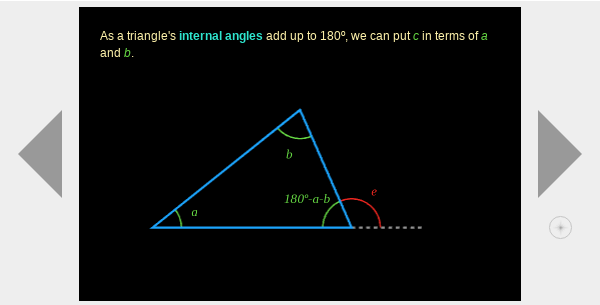 As a triangle's internal angles add up to 180º, we can put c in terms of a
and b.
b
180º-a-b
e
a